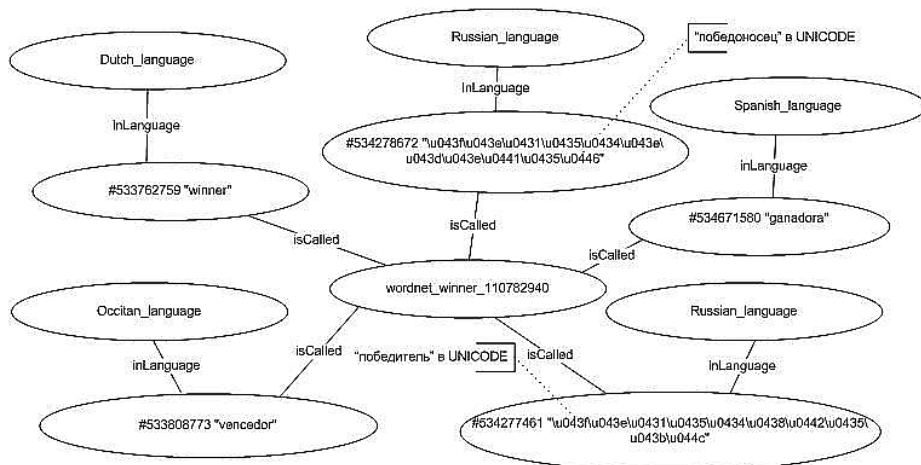 Russian_language
"победоносец" в UNICODE
Dutch_language
InLanguage
Spanish_language
InLanguage
#534278672 "\u043f\u043e\u0431\u0435\u0434\u043e\
u043d\u043e\u0441\u0435\u0446"
inLanguage
#533762759 "winner"
isCalled
#534671580 "ganadora"
isCalled
isCalled
wordnet_winner_110782940
Occitan_language
Russian_language
isCalled
"победитель" в UNICODE
isCalled
inLanguage
InLanguage
#533808773 "vencedor"
#534277461 "\u043f\u043e\u0431\u0435\u0434\u0438\u0442\u0435\
u043b\u044c"